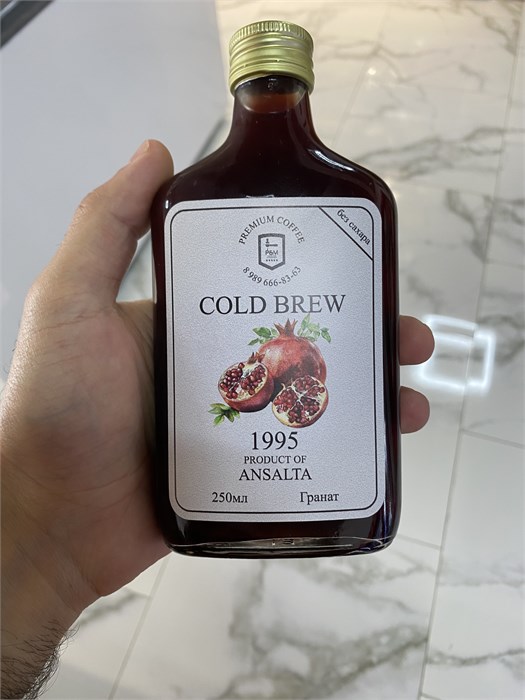 PREMIUM COFFEE
P&M
8 989 666-83-63
без сахара
COLD BREW
1995
PRODUCT OF
ANSALTA
250мл
Гранат